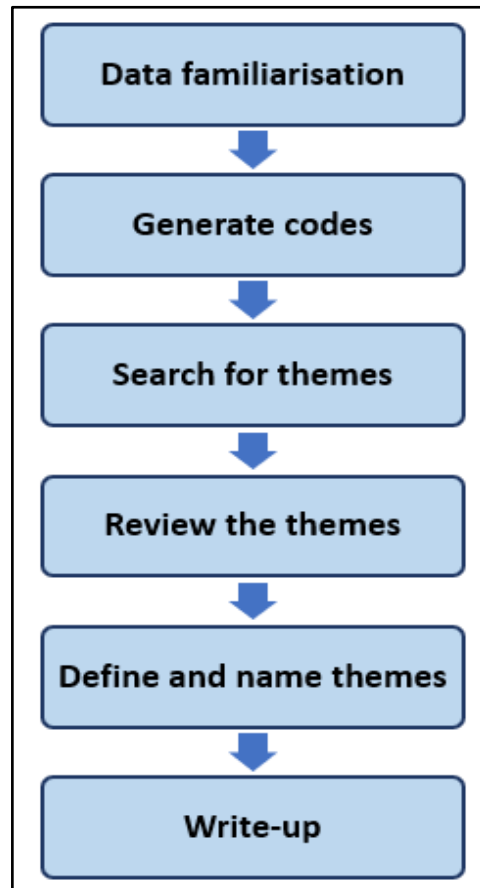 Data familiarisation
Generate codes
Search for themes
Review the themes
Define and name themes
Write-up